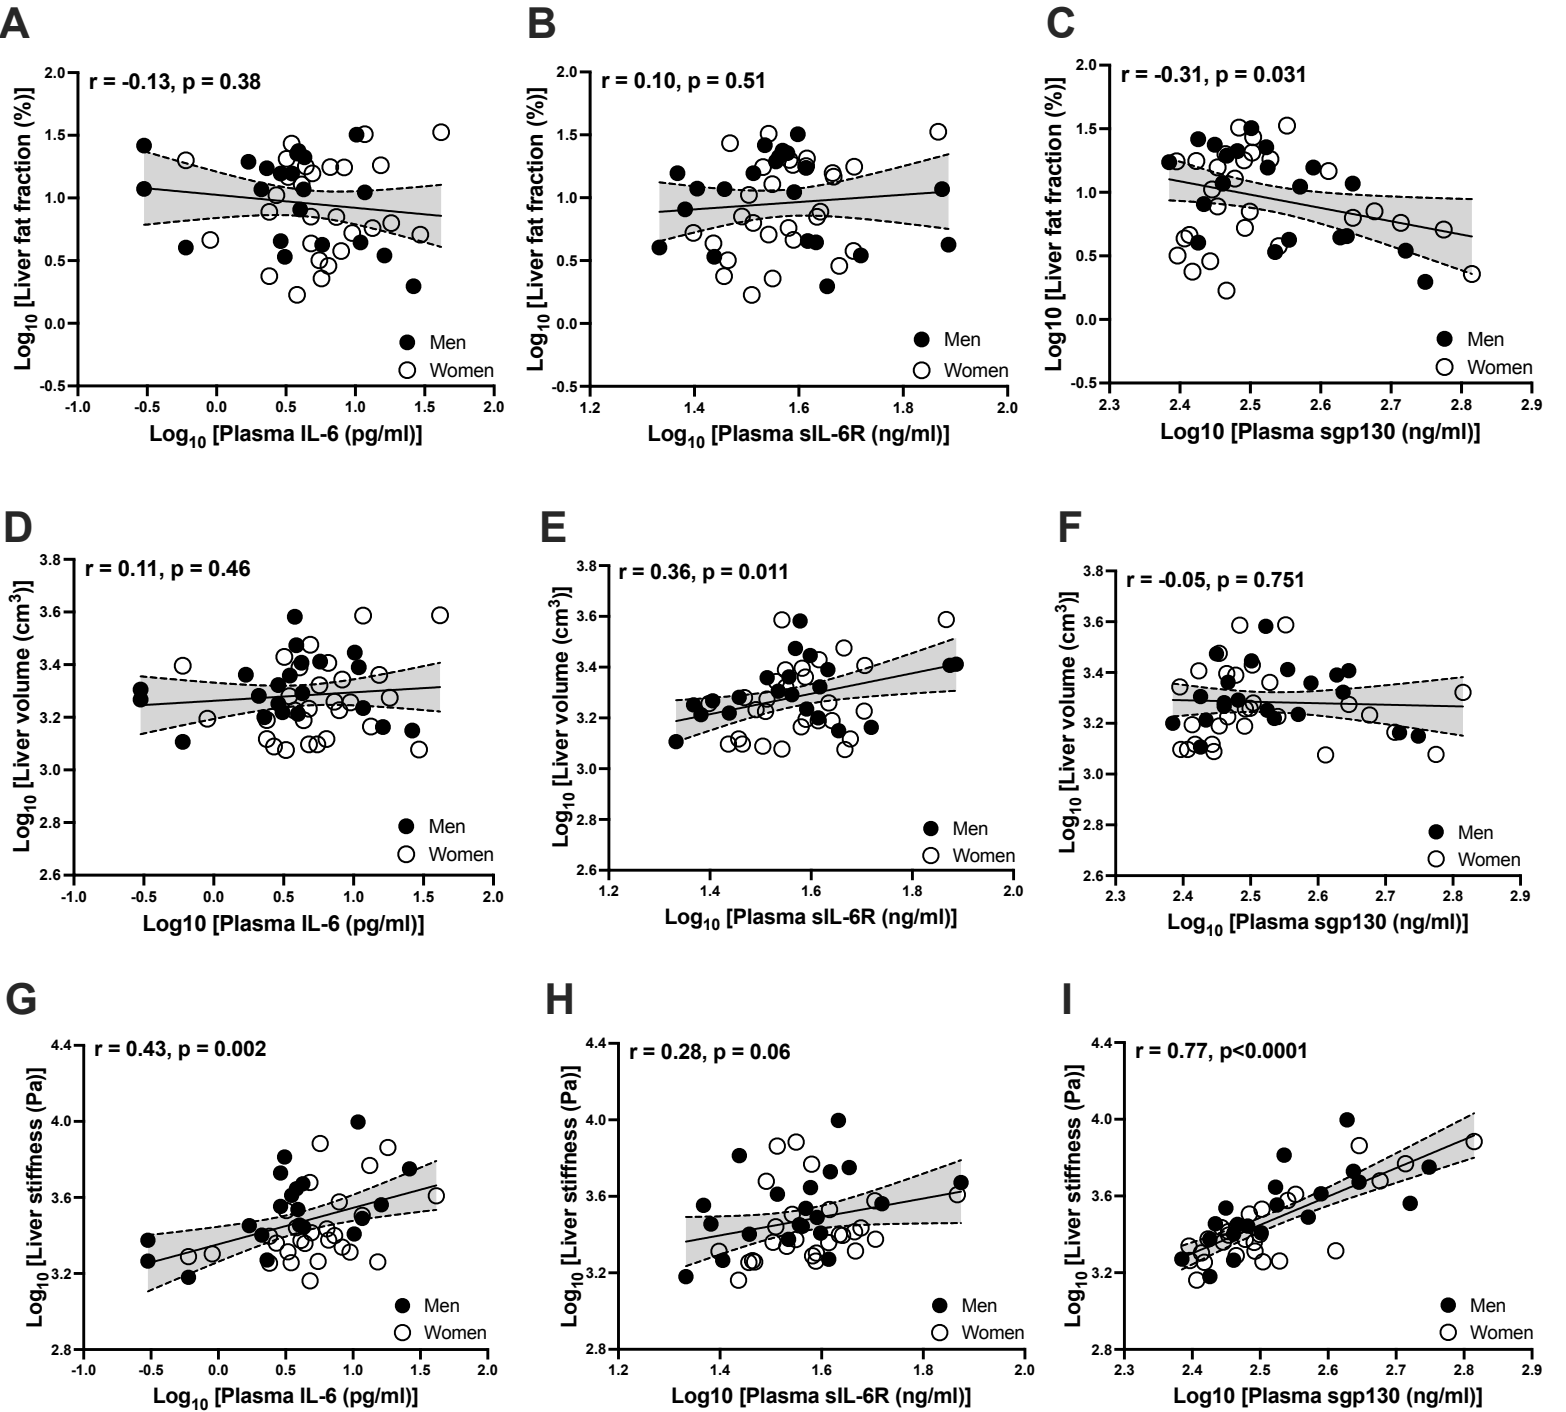 A
r = -0.13, p = 0.38
Log10 [Liver fat fraction (%)]
2.0
1.5
1.0
0.5
0.0
-0.5
-1.0 -0.5 0.0 0.5 1.0 1.5 2.0
Log10 [Plasma IL-6 (pg/ml)]
Men
Women
B
r = 0.10, p = 0.51
Log10 [Liver fat fraction (%)]
2.0
1.5
1.0
0.5
0.0
-0.5
1.2 1.4 1.6 1.8 2.0
Log10 [Plasma sIL-6R (ng/ml)]
Men
Women
C
r = -0.31, p = 0.031
Log10 [Liver fat fraction (%)]
2.0
1.5
1.0
0.5
0.0
-0.5
2.3 2.4 2.5 2.6 2.7 2.8 2.9
Log10 [Plasma sgp130 (ng/ml)]
Men
Women
D
r = 0.11, p = 0.46
Log10 [Liver volume (cm3)]
3.8
3.6
3.4
3.2
3.0
2.8
2.6
-1.0 -0.5 0.0 0.5 1.0 1.5 2.0
Log10 [Plasma IL-6 (pg/ml)]
Men
Women
E
r = 0.36, p = 0.011
Log10 [Liver volume (cm3)]
3.8
3.6
3.4
3.2
3.0
2.8
2.6
1.2 1.4 1.6 1.8 2.0
Log10 [Plasma sIL-6R (ng/ml)]
Men
Women
F
r = -0.05, p = 0.751
Log10 [Liver volume (cm3)]
3.8
3.6
3.4
3.2
3.0
2.8
2.6
2.3 2.4 2.5 2.6 2.7 2.8 2.9
Log10 [Plasma sgp130 (ng/ml)]
Men
Women
G
r = 0.43, p = 0.002
Log10 [Liver stiffness (Pa)]
4.4
4.0
3.6
3.2
2.8
-1.0 -0.5 0.0 0.5 1.0 1.5 2.0
Log10 [Plasma IL-6 (pg/ml)]
Men
Women
H
r = 0.28, p = 0.06
Log10 [Liver stiffness (Pa)]
4.4
4.0
3.6
3.2
2.8
1.2 1.4 1.6 1.8 2.0
Log10 [Plasma sIL-6R (ng/ml)]
Men
Women
I
r = 0.77, p<0.0001
Log10 [Liver stiffness (Pa)]
4.4
4.0
3.6
3.2
2.8
2.3 2.4 2.5 2.6 2.7 2.8 2.9
Log10 [Plasma sgp130 (ng/ml)]
Men
Women